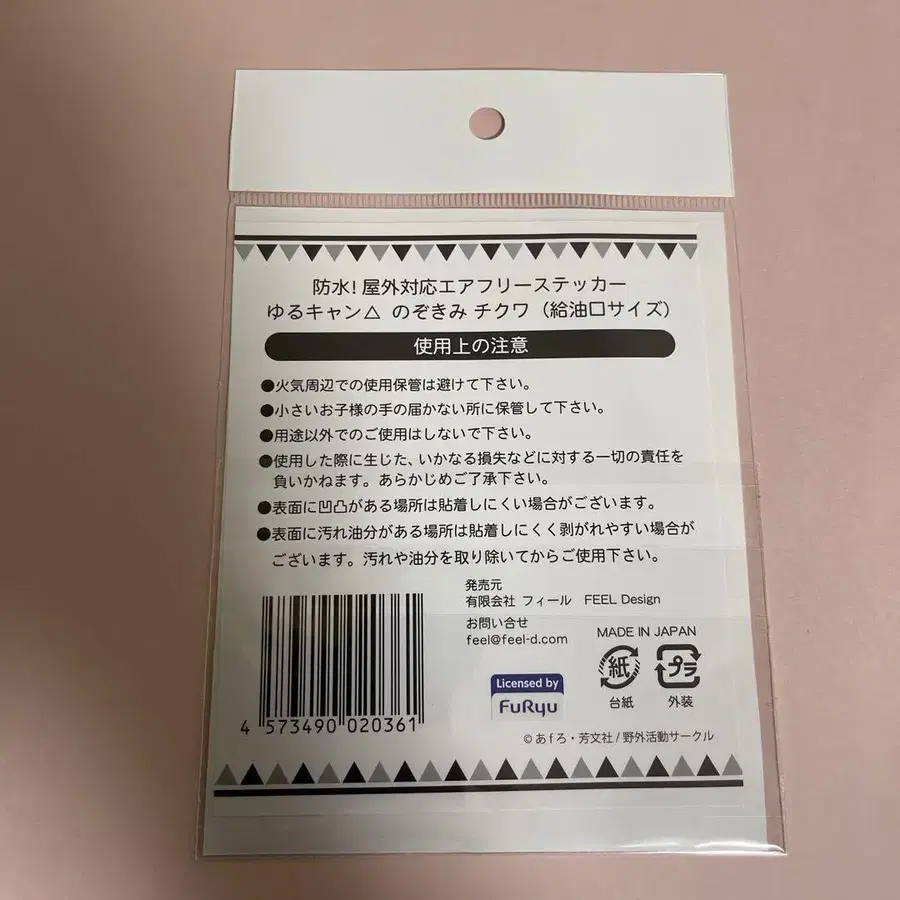 防水！屋外対応エアフリーステッカー
ゆるキャン△ のぞきみ チクワ（給油口サイズ）
使用上の注意
●火気周辺での使用保管は避けて下さい。
●小さいお子様の手の届かない所に保管して下さい。
●用途以外でのご使用はしないで下さい。
●使用した際に生じた、いかなる損失などに対する一切の責任を
負いかねます。あらかじめご了承下さい。
●表面に凹凸がある場所は貼着しにくい場合がございます。
●表面に汚れ油分がある場所は貼着しにくく剥がれやすい場合が
ございます。汚れや油分を取り除いてからご使用下さい。
発売元
有限会社 フィール FEEL Design
お問い合せ
feel@feel-d.com
MADE IN JAPAN
紙
プラ
台紙
外装
Licensed by
FuRyu
4 573490 020361
©あfろ・芳文社/野外活動サークル